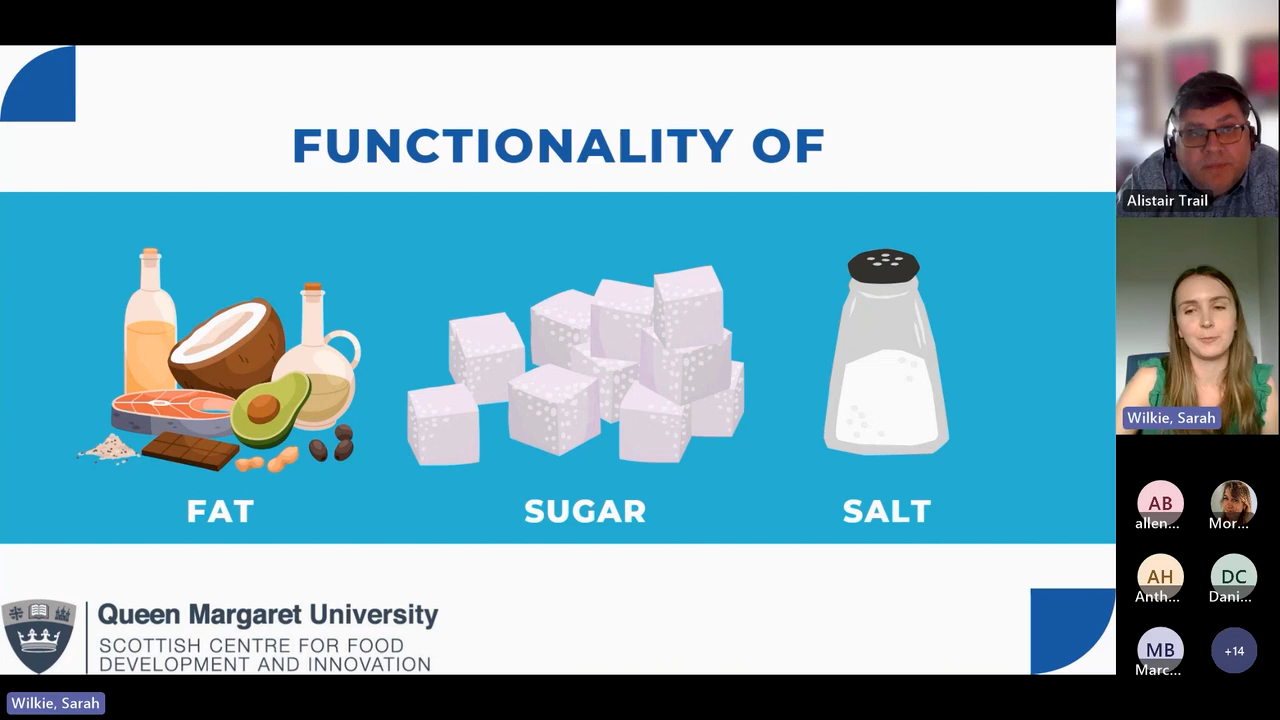 FUNCTIONALITY OF
FAT
SUGAR
SALT
Queen Margaret University
SCOTTISH CENTRE FOR FOOD
DEVELOPMENT AND INNOVATION
Wilkie, Sarah
Alistair Trail
Wilkie, Sarah
AB
allen...
Mor...
AH
Anth...
DC
Dani...
MB
Marc...
+14